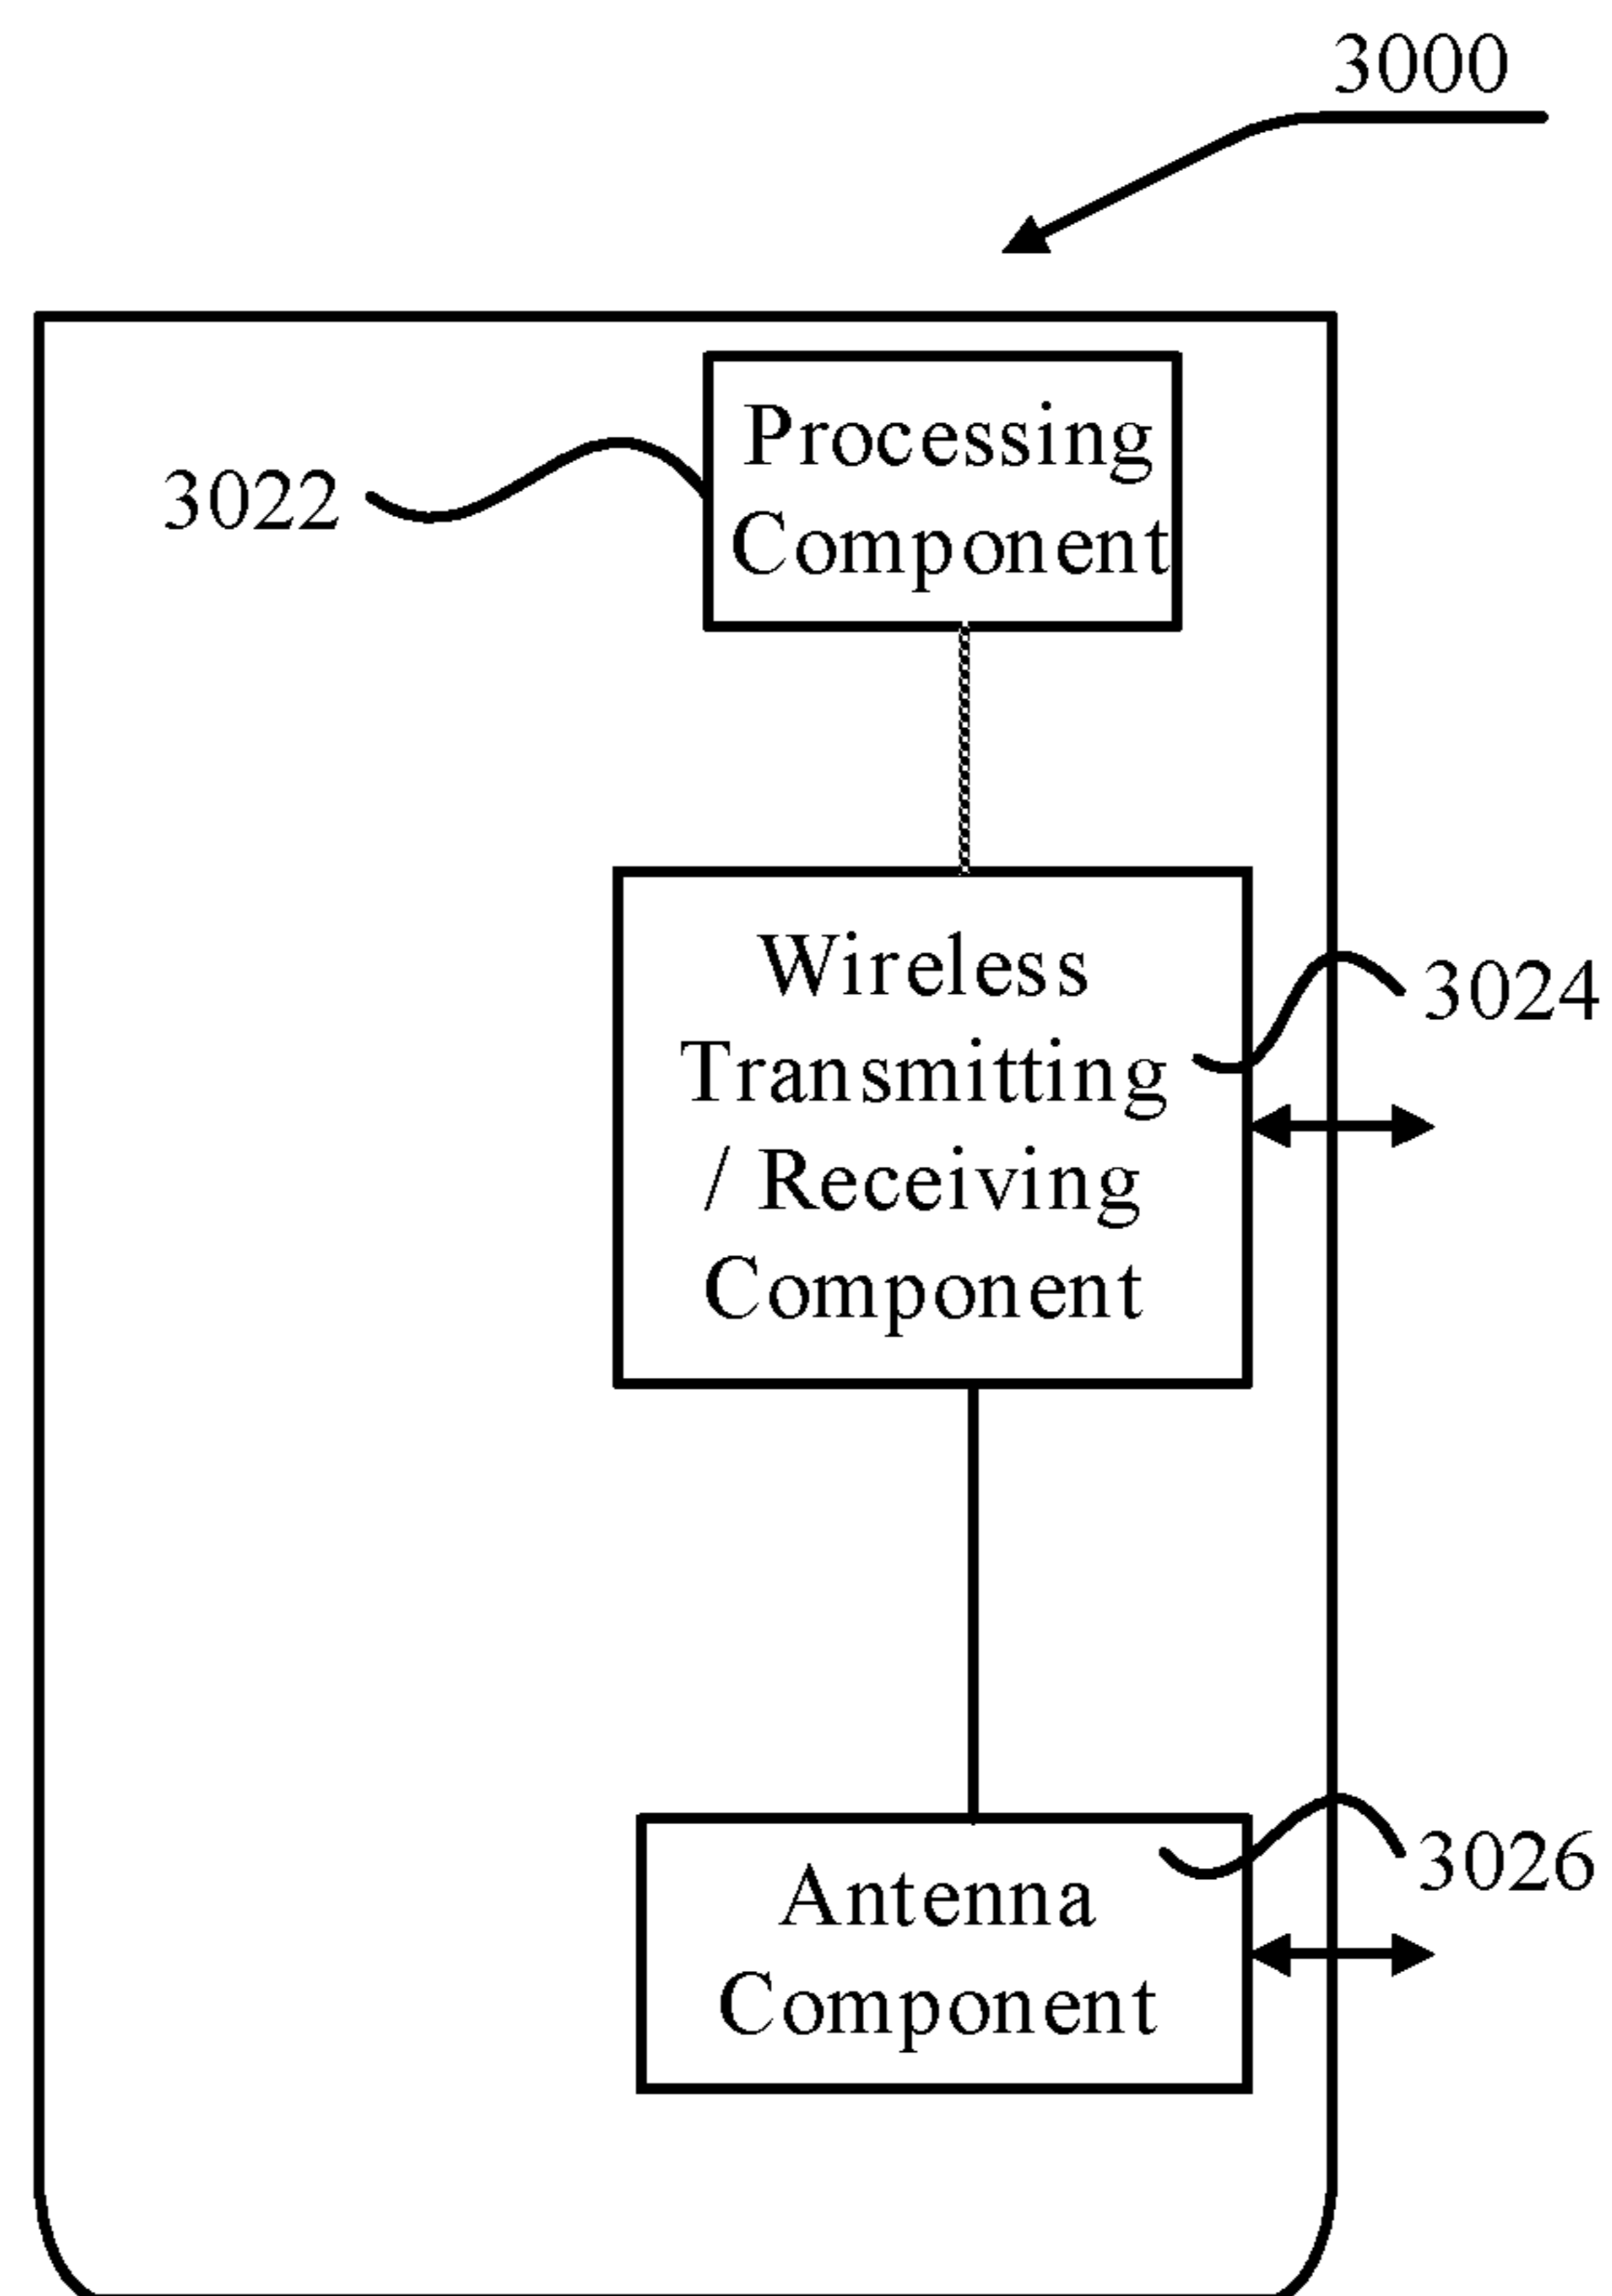 3000
Processing
3022
Component
Wireless
3024
Transmitting
/ Receiving
Component
3026
Antenna
Component